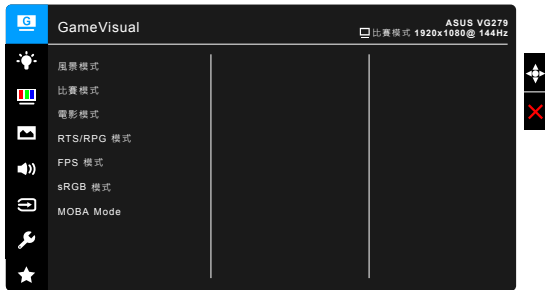 G
GameVisual
ASUS VG279
比賽模式 1920x1080@ 144Hz
風景模式
比賽模式
電影模式
RTS/RPG 模式
FPS 模式
sRGB 模式
MOBA Mode